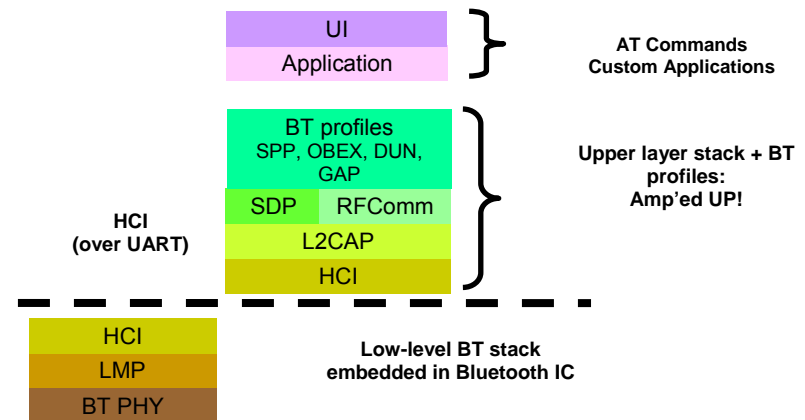 UI
Application
AT Commands
Custom Applications
BT profiles
SPP, OBEX, DUN,
GAP
SDP
RFComm
L2CAP
HCI
Upper layer stack + BT
profiles:
Amp’ed UP!
HCI
(over UART)
HCI
LMP
BT PHY
Low-level BT stack
embedded in Bluetooth IC